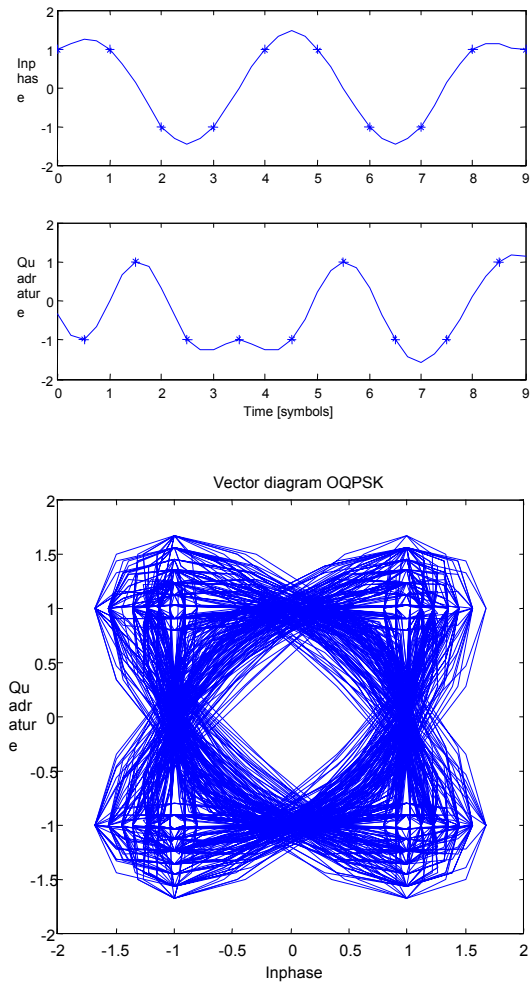 2
1
Inp
has
e
0
-1
-2
0 1 2 3 4 5 6 7 8 9
2
Qu
1
adr
atur
0
e
-1
-2
0 1 2 3 4 5 6 7 8 9
Time [symbols]
Vector diagram OQPSK
2
1.5
1
0.5
Qu
adr
0
atur
e
-0.5
-1
-1.5
-2
-2 -1.5 -1 -0.5 0 0.5 1 1.5 2
Inphase